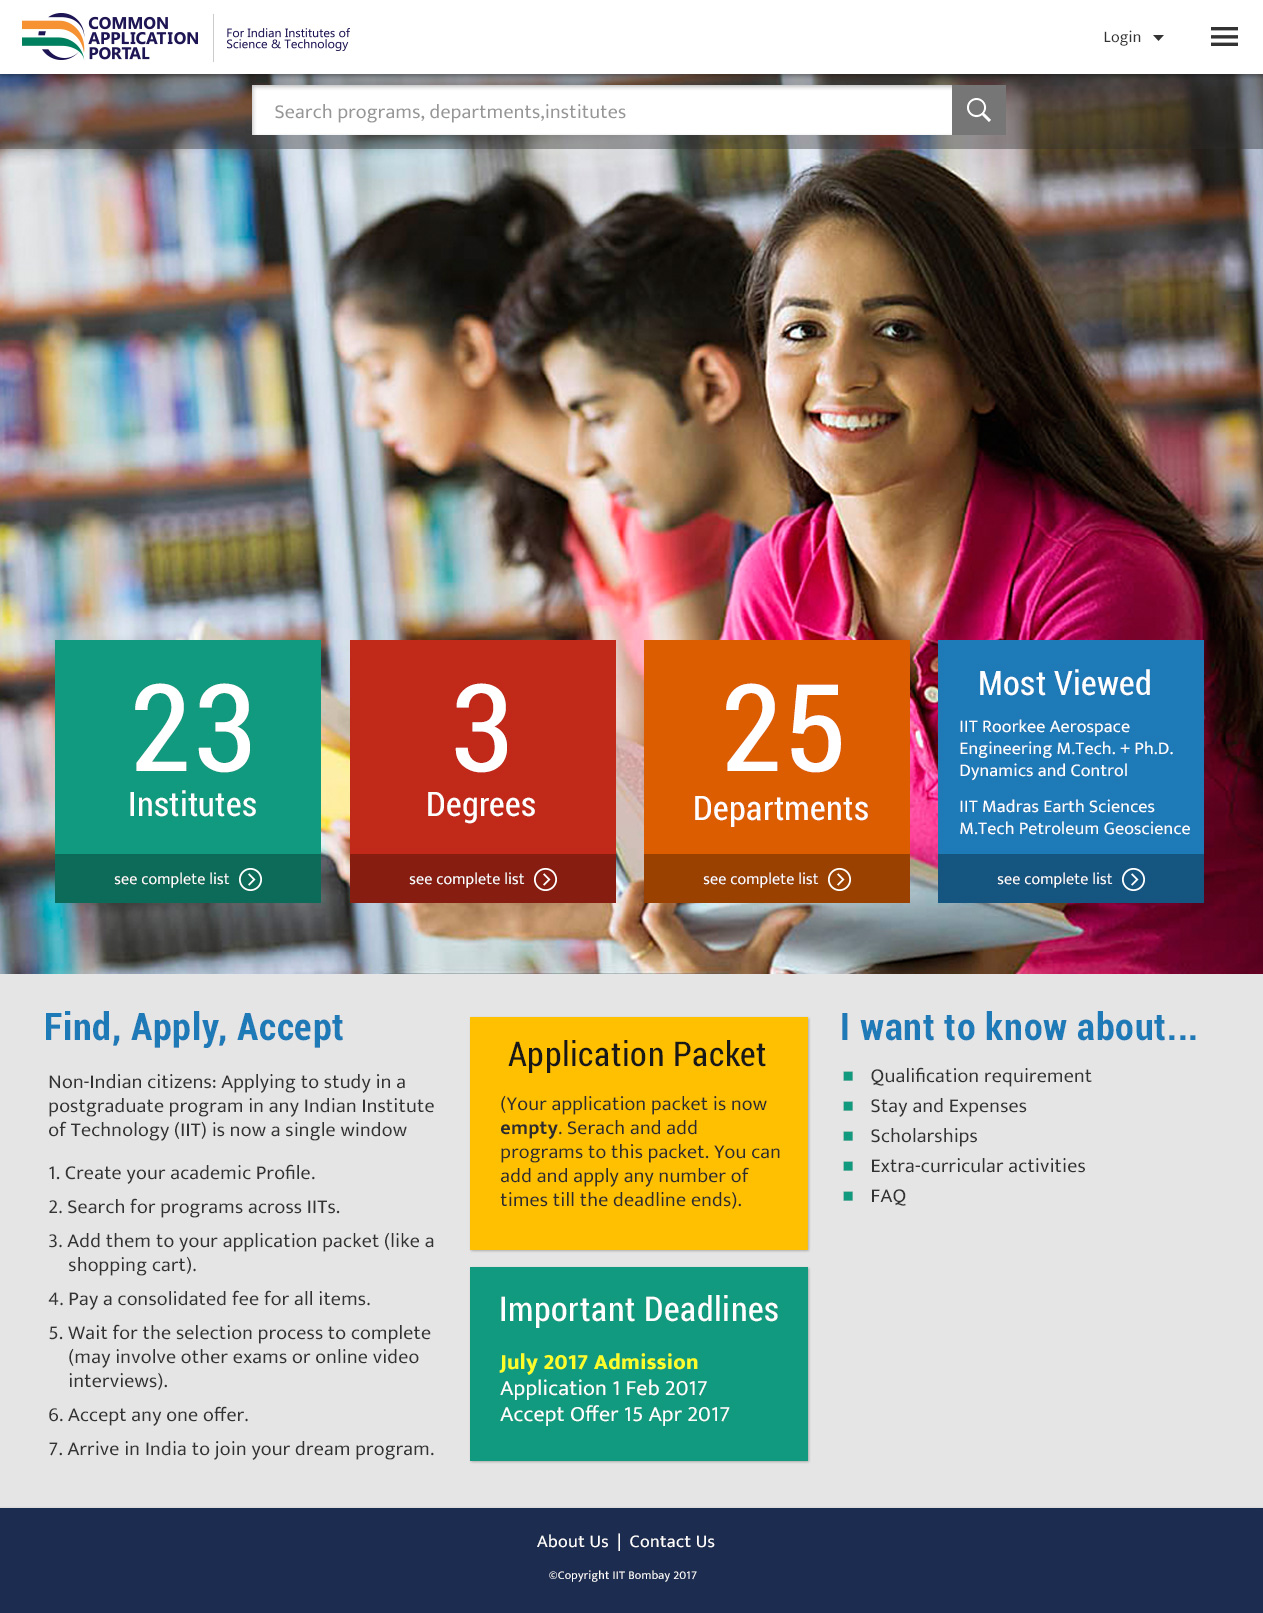 COMMON
APPLICATION
PORTAL
For Indian Institutes of
Science & Technology
Login
Search programs, departments,institutes
23
Institutes
see complete list
3
Degrees
see complete list
25
Departments
see complete list
Most Viewed
IIT Roorkee Aerospace
Engineering M.Tech. + Ph.D.
Dynamics and Control
IIT Madras Earth Sciences
M.Tech Petroleum Geoscience
see complete list
Find, Apply, Accept
Non-Indian citizens: Applying to study in a
postgraduate program in any Indian Institute
of Technology (IIT) is now a single window
1. Create your academic Profile.
2. Search for programs across IITs.
3. Add them to your application packet (like a
shopping cart).
4. Pay a consolidated fee for all items.
5. Wait for the selection process to complete
(may involve other exams or online video
interviews).
6. Accept any one offer.
7. Arrive in India to join your dream program.
Application Packet
(Your application packet is now
empty. Serach and add
programs to this packet. You can
add and apply any number of
times till the deadline ends).
Important Deadlines
July 2017 Admission
Application 1 Feb 2017
Accept Offer 15 Apr 2017
I want to know about...
Qualification requirement
Stay and Expenses
Scholarships
Extra-curricular activities
FAQ
About Us | Contact Us
©Copyright IIT Bombay 2017